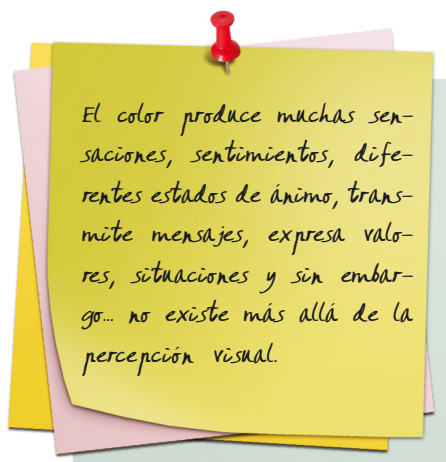 El color produce muchas sen-
saciones, sentimientos, dife-
rentes estados de ánimo, trans-
mite mensajes, expresa valo-
res, situaciones y sin embar-
go... no existe más allá de la
percepción visual.